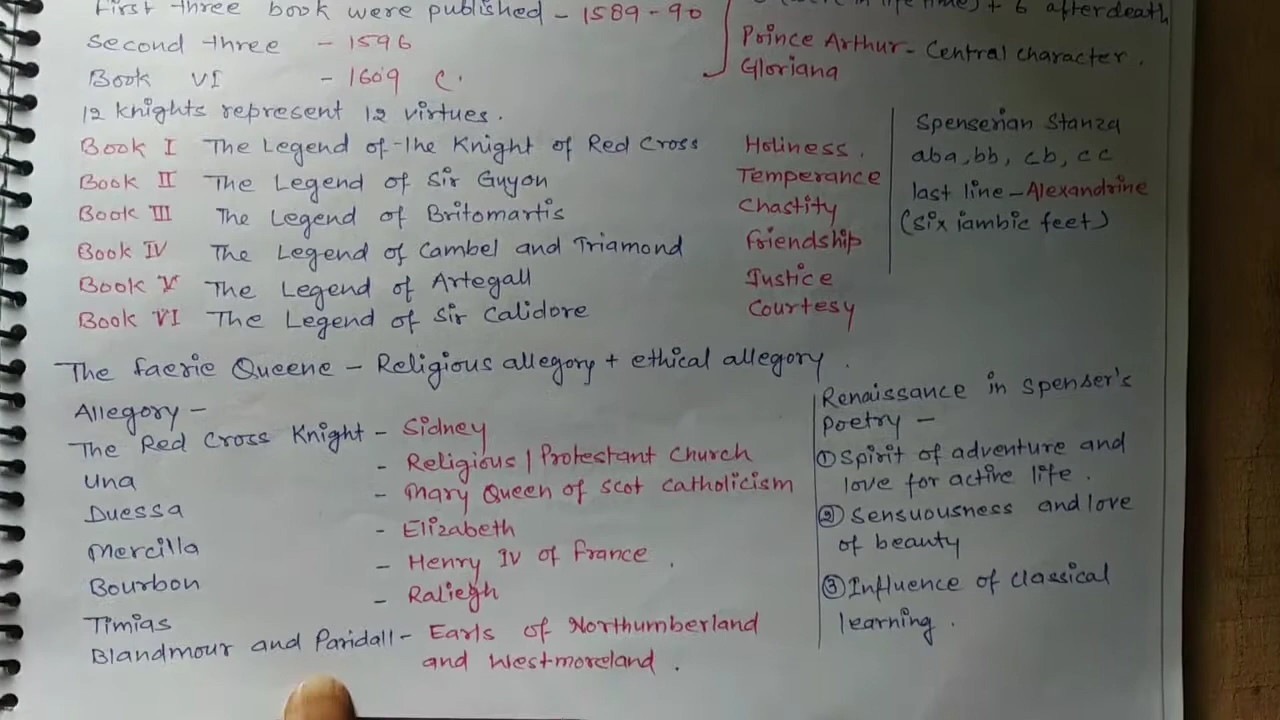 First three book were published - 1589-90
Second three - 1596
Book VI - 1609 C.
life time) + 6 after death
Prince Arthur - Central character.
Gloriana
12 knights represent 12 virtues.
Book I The Legend of the Knight of Red Cross Holiness.
Book II The Legend of Sir Guyon Temperance
Book III The Legend of Britomartis Chastity
Book IV The Legend of Cambel and Triamond Friendship
Book V The Legend of Artegall Justice
Book VI The Legend of Sir Calidore Courtesy
Spenserian Stanza
aba, bb, cb, cc
last line - Alexandrine
(six iambic feet)
The Faerie Queene - Religious allegory + ethical allegory.
Allegory -
The Red Cross Knight - Sidney
Una - Religious / Protestant church
Duessa - Mary Queen of Scot Catholicism
Mercilla - Elizabeth
Bourbon - Henry IV of France.
Timias - Raliegh
Blandmour and Paridall - Earls of Northumberland
and Westmoreland.
Renaissance in Spenser's
Poetry -
① Spirit of adventure and
love for active life.
② Sensuousness and love
of beauty
③ Influence of classical
learning.